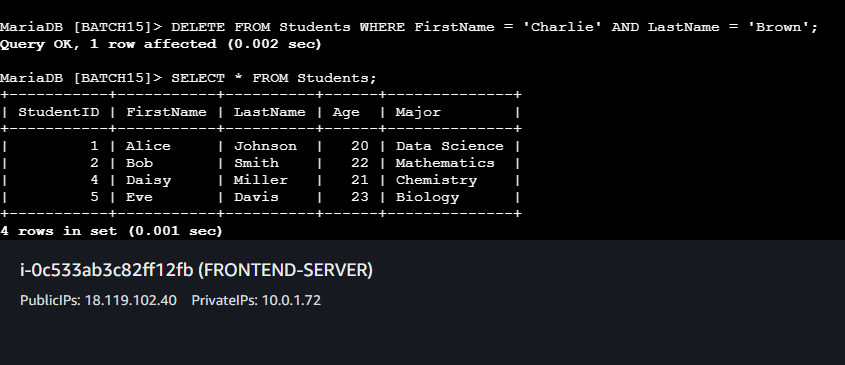 MariaDB [BATCH15]> DELETE FROM Students WHERE FirstName = 'Charlie' AND LastName = 'Brown';
Query OK, 1 row affected (0.002 sec)
MariaDB [BATCH15]> SELECT * FROM Students;
+-----------+-----------+----------+------+--------------+
| StudentID | FirstName | LastName | Age  | Major        |
+-----------+-----------+----------+------+--------------+
|         1 | Alice     | Johnson  |   20 | Data Science |
|         2 | Bob       | Smith    |   22 | Mathematics  |
|         4 | Daisy     | Miller   |   21 | Chemistry    |
|         5 | Eve       | Davis    |   23 | Biology      |
+-----------+-----------+----------+------+--------------+
4 rows in set (0.001 sec)
i-0c533ab3c82ff12fb (FRONTEND-SERVER)
PublicIPs: 18.119.102.40 PrivateIPs: 10.0.1.72